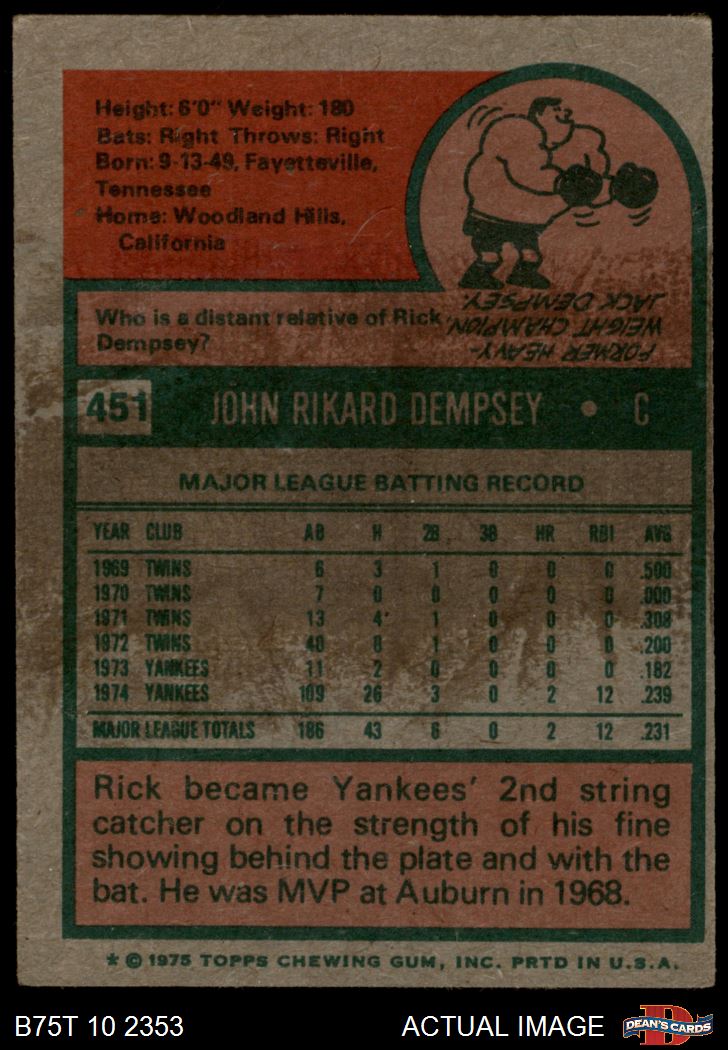 Height: 6'0" Weight: 180
Bats: Right Throws: Right
Born: 9-13-49, Fayetteville,
Tennessee
Home: Woodland Hills,
California
Who is a distant relative of Rick
Dempsey?
FORMER HEAVY-
WEIGHT CHAMPION,
JACK DEMPSEY.
451 JOHN RIKARD DEMPSEY • C
MAJOR LEAGUE BATTING RECORD
YEAR CLUB AB H 2B 3B HR RBI AVG
1969 TWINS 6 3 1 0 0 0 .500
1970 TWINS 7 0 0 0 0 0 .000
1971 TWINS 13 4 1 0 0 0 .308
1972 TWINS 40 8 1 0 0 0 .200
1973 YANKEES 11 2 0 0 0 0 .182
1974 YANKEES 109 26 3 0 2 12 .239
MAJOR LEAGUE TOTALS 186 43 6 0 2 12 .231
Rick became Yankees' 2nd string
catcher on the strength of his fine
showing behind the plate and with the
bat. He was MVP at Auburn in 1968.
* © 1975 TOPPS CHEWING GUM, INC. PRTD IN U.S.A.
B75T 10 2353 ACTUAL IMAGE D DEAN'S CARDS